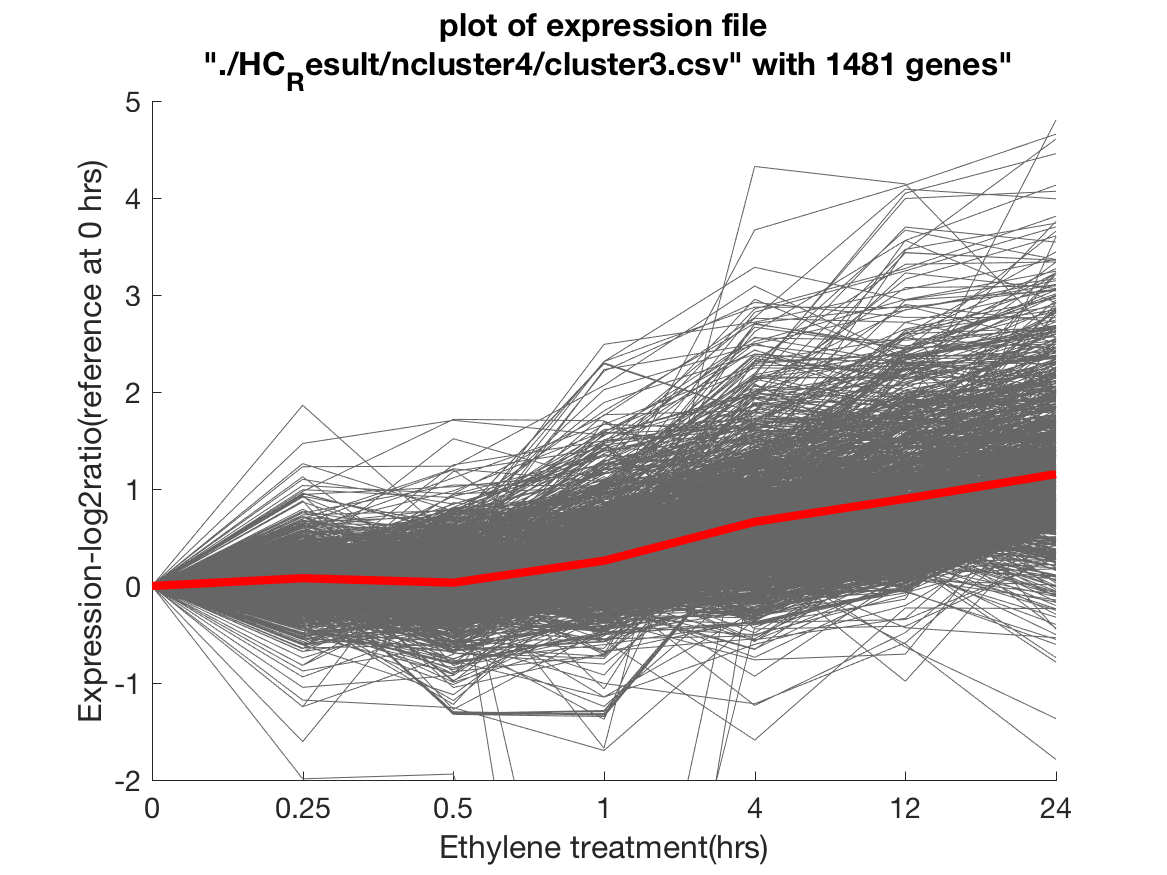 plot of expression file
"./HC_Result/ncluster4/cluster3.csv" with 1481 genes"
5
4
3
2
1
0
-1
-2
Expression-log2ratio(reference at 0 hrs)
0 0.25 0.5 1 4 12 24
Ethylene treatment(hrs)